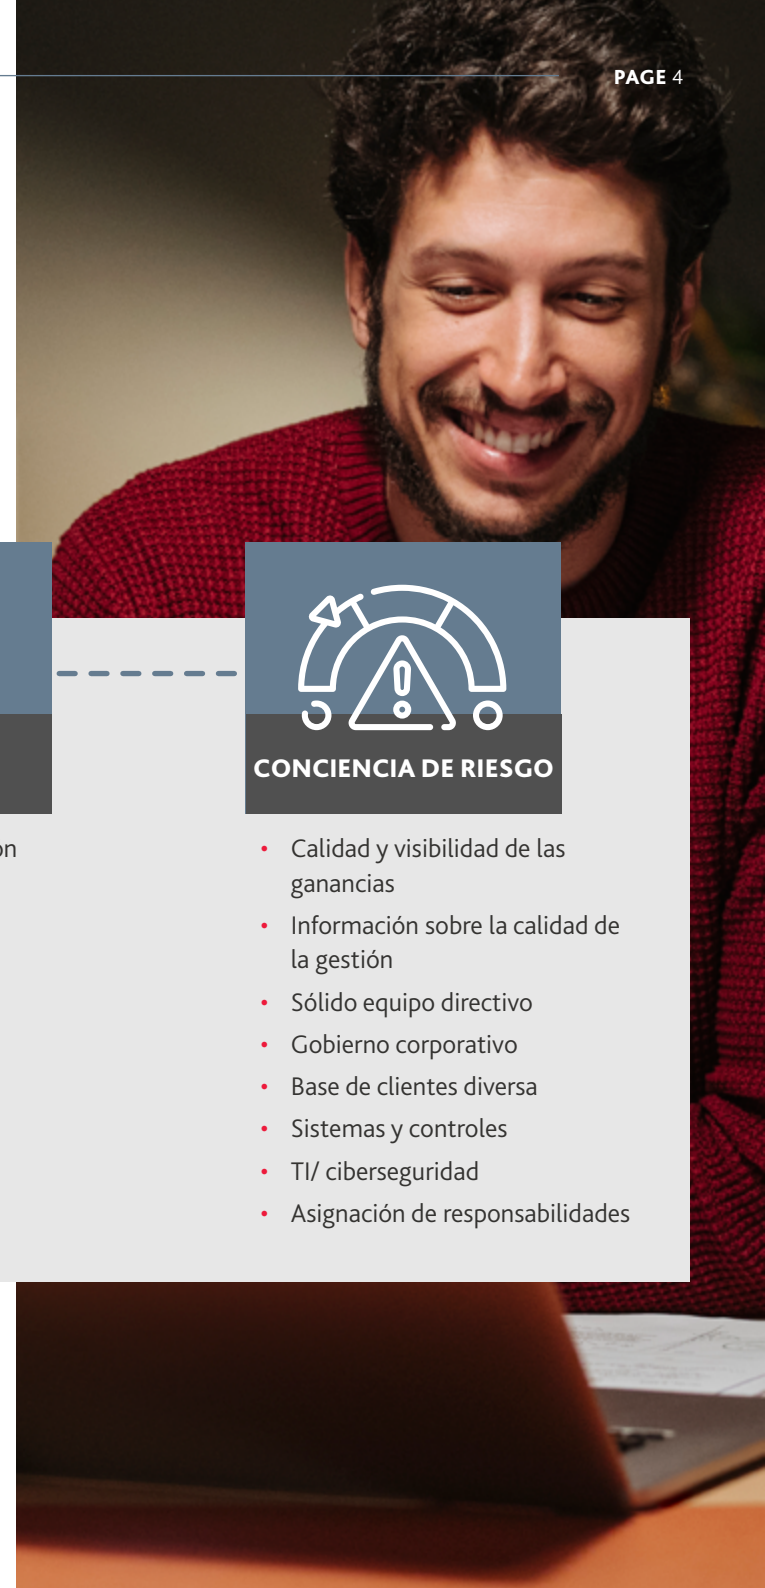 PAGE 4
CONCIENCIA DE RIESGO
• Calidad y visibilidad de las
ganancias
• Información sobre la calidad de
la gestión
• Sólido equipo directivo
• Gobierno corporativo
• Base de clientes diversa
• Sistemas y controles
• TI/ ciberseguridad
• Asignación de responsabilidades